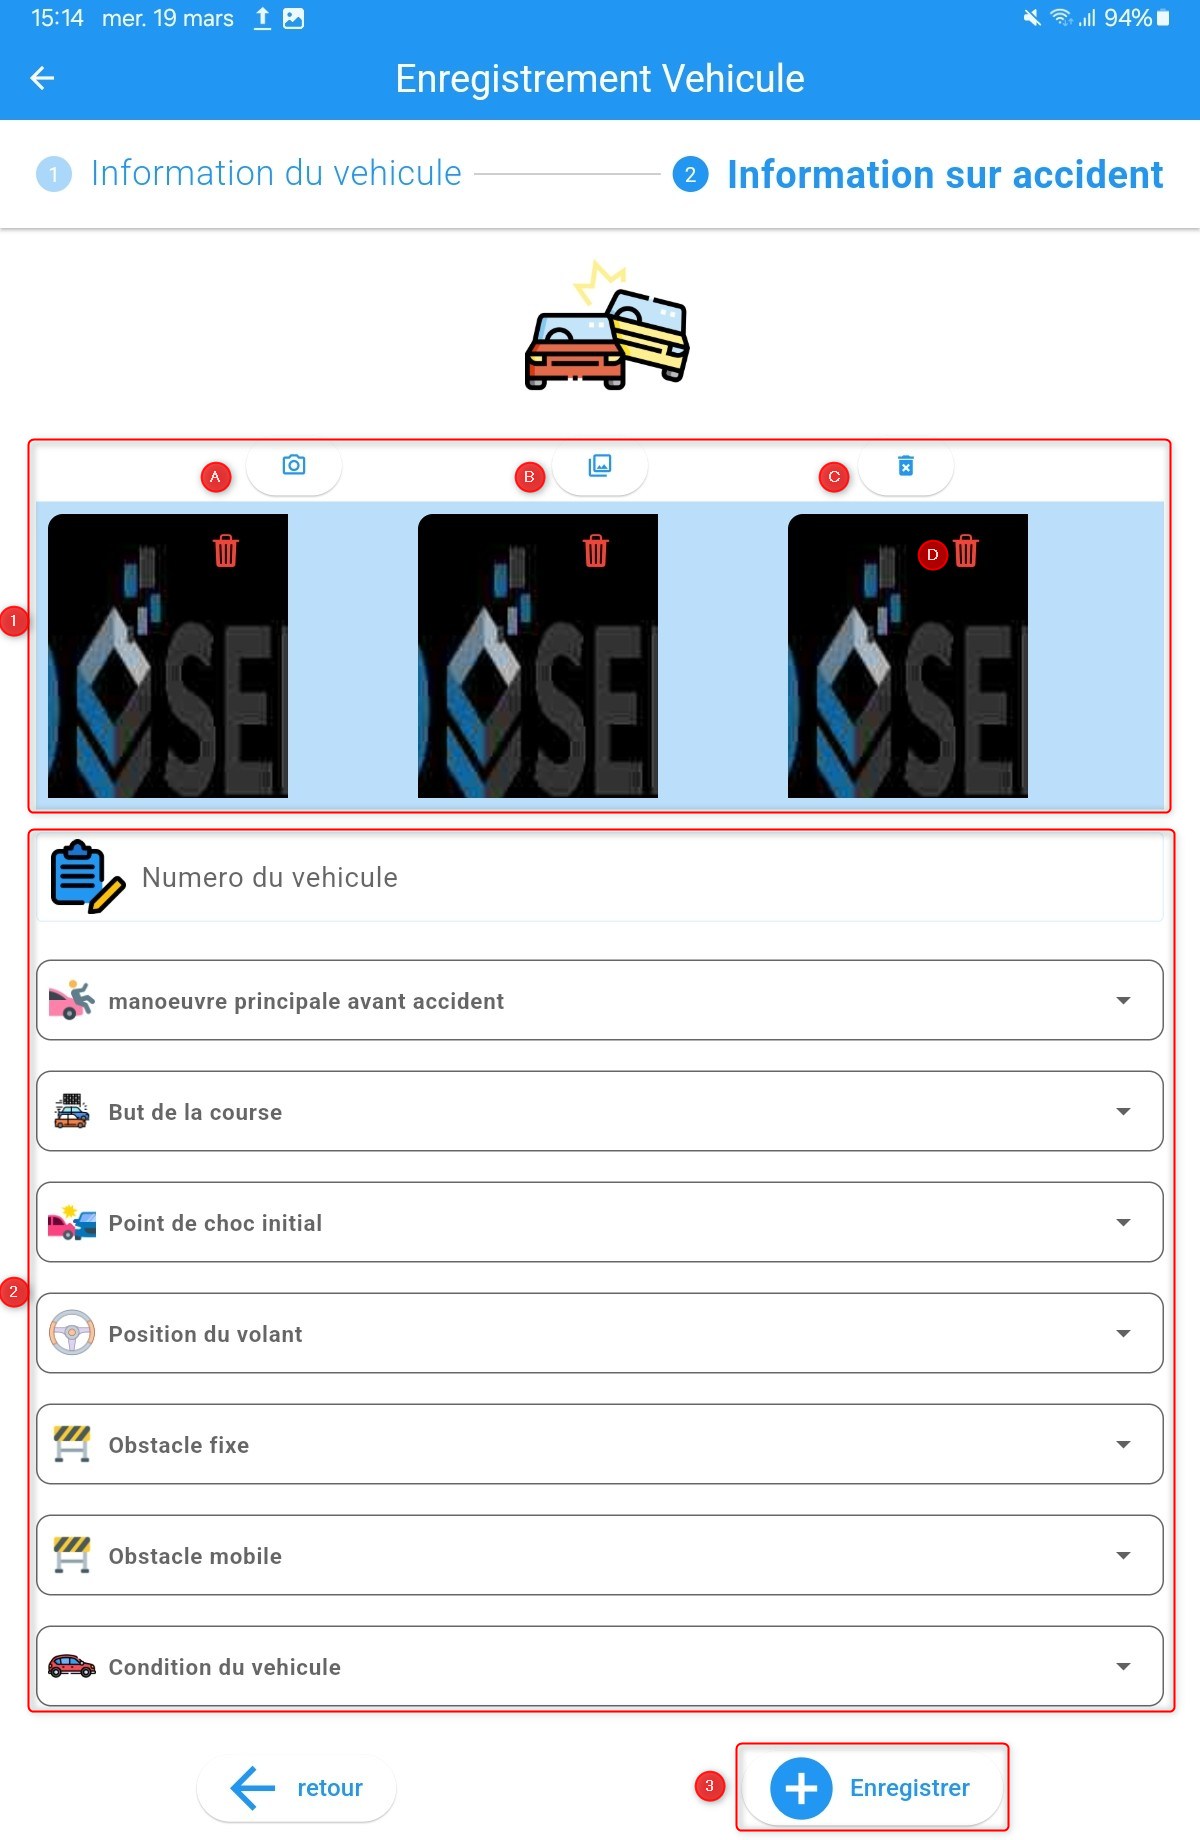 15:14 mer. 19 mars 94%
Enregistrement Vehicule
1 Information du vehicule 2 Information sur accident
A B C
D
1
SE SE SE
Numero du vehicule
manoeuvre principale avant accident
But de la course
Point de choc initial
2
Position du volant
Obstacle fixe
Obstacle mobile
Condition du vehicule
retour 3 Enregistrer